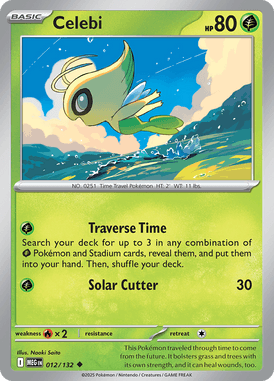 BASIC
Celebi
HP 80
NO. 0251 Time Travel Pokémon HT: 2' WT: 11 lbs.
Traverse Time
Search your deck for up to 3 in any combination of
Pokémon and Stadium cards, reveal them, and put them
into your hand. Then, shuffle your deck.
Solar Cutter 30
weakness ×2 resistance retreat
Illus. Naoki Saito
This Pokémon traveled through time to come
from the future. It bolsters grass and trees with
its own strength, and it can heal wounds, too.
MEG EN 012/132
©2025 Pokémon / Nintendo / Creatures / GAME FREAK